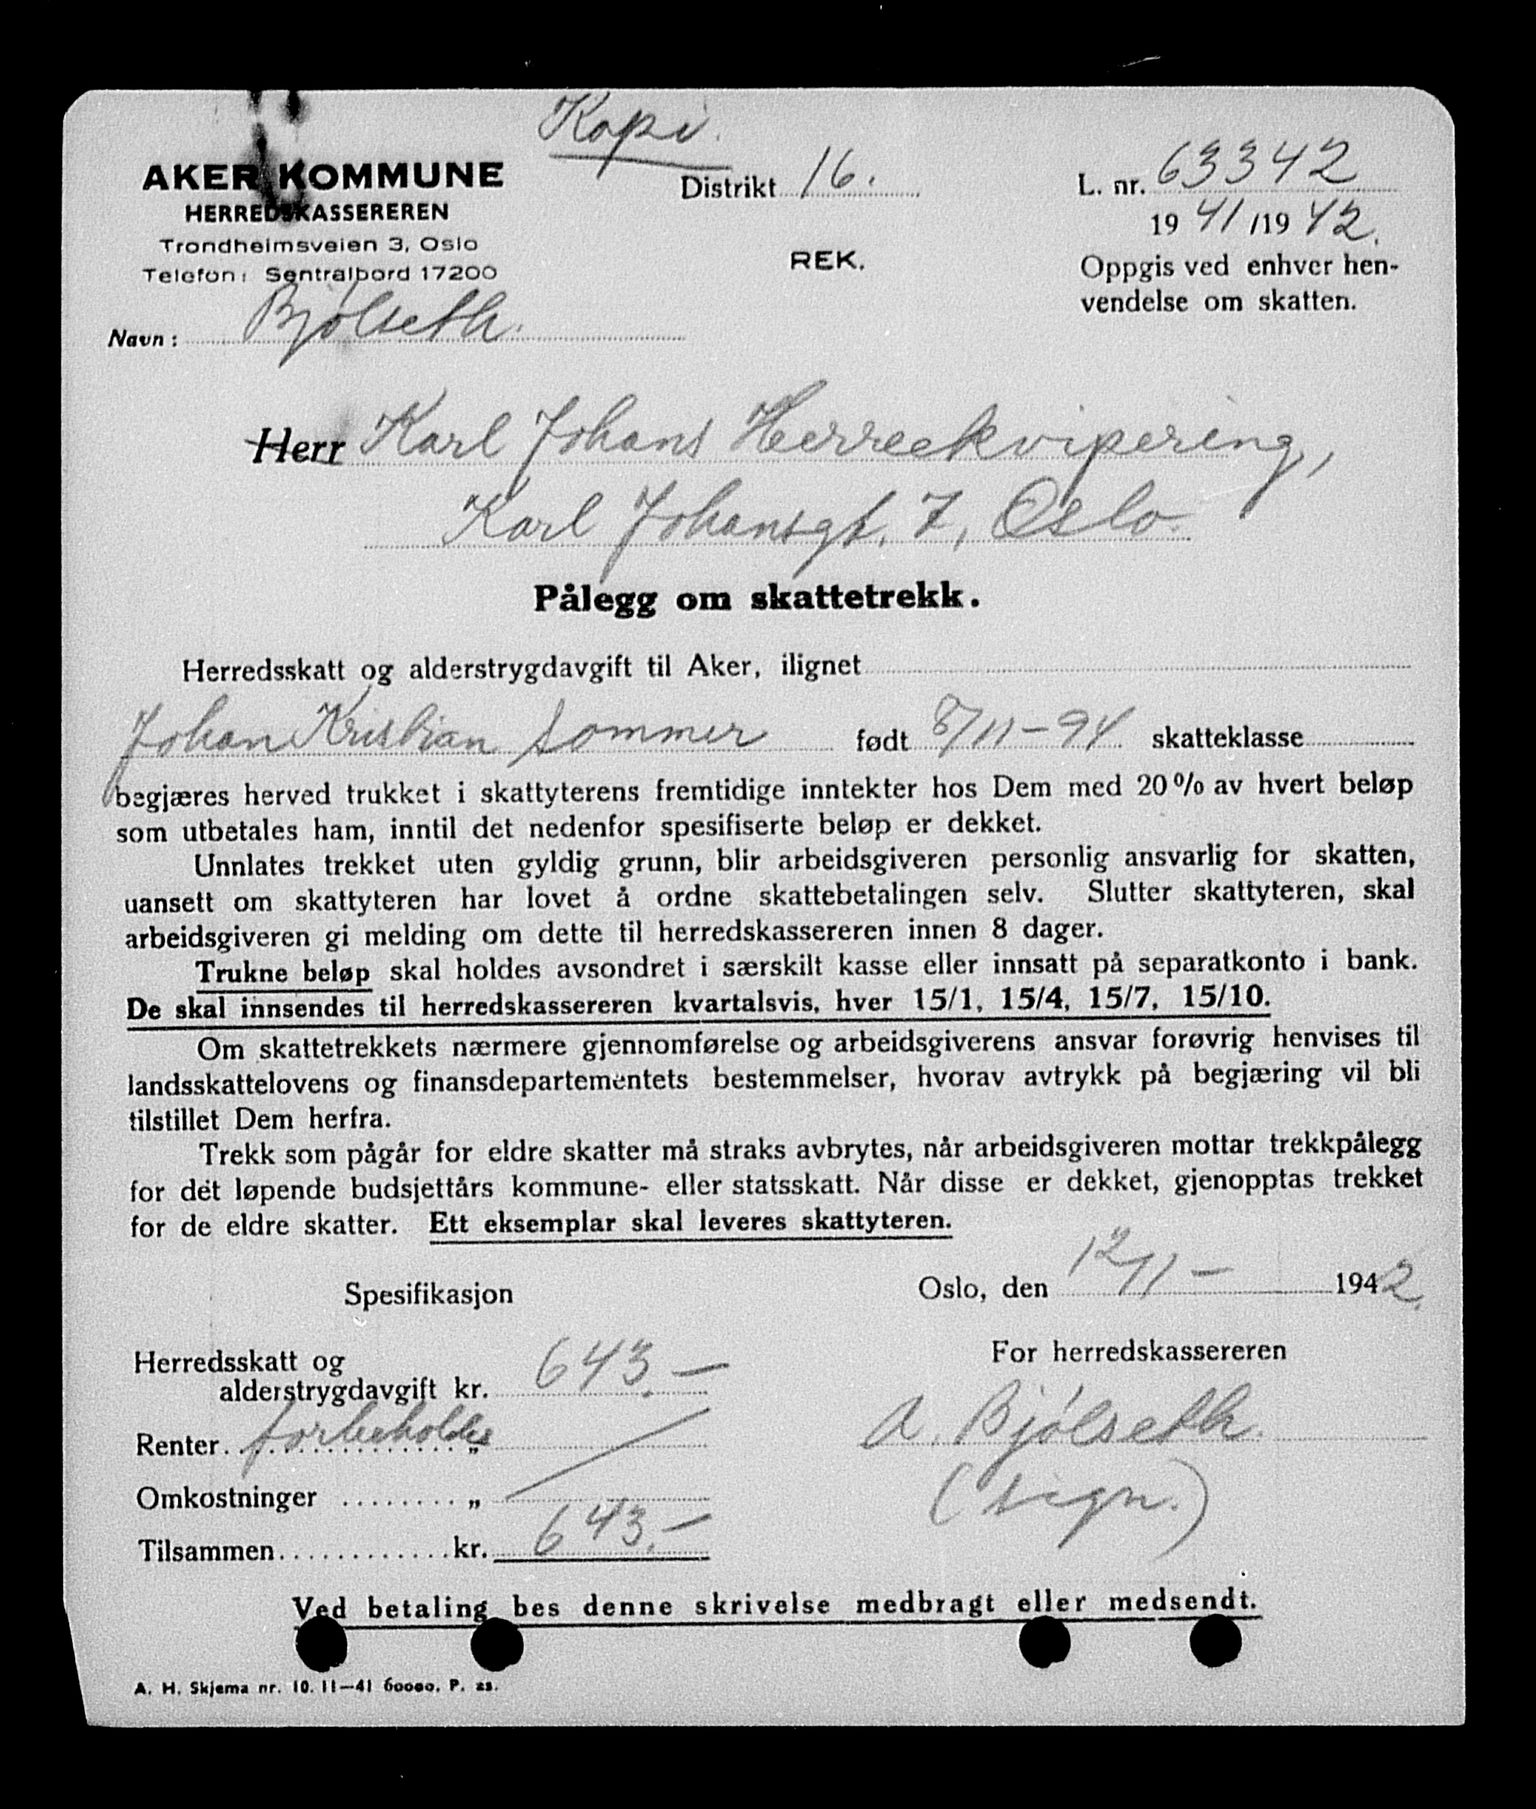 Kopi.
AKER KOMMUNE
HERREDSKASSEREREN
Trondheimsveien 3, Oslo
Telefon: Sentralbord 17200
Distrikt 16.
REK.
L. nr. 63342
1941/1942.
Oppgis ved enhver hen-
vendelse om skatten.
Navn: Bjølseth.
Herr Karl Johans Herreekvipering,
Karl Johansgt. 7, Oslo.
Pålegg om skattetrekk.
Herredsskatt og alderstrygdavgift til Aker, ilignet
Johan Kristian Sommer født 8/11-94 skatteklasse
begjæres herved trukket i skattyterens fremtidige inntekter hos Dem med 20% av hvert beløp
som utbetales ham, inntil det nedenfor spesifiserte beløp er dekket.
Unnlates trekket uten gyldig grunn, blir arbeidsgiveren personlig ansvarlig for skatten,
uansett om skattyteren har lovet å ordne skattebetalingen selv. Slutter skattyteren, skal
arbeidsgiveren gi melding om dette til herredskassereren innen 8 dager.
Trukne beløp skal holdes avsondret i særskilt kasse eller innsatt på separatkonto i bank.
De skal innsendes til herredskassereren kvartalsvis, hver 15/1, 15/4, 15/7, 15/10.
Om skattetrekkets nærmere gjennomførelse og arbeidsgiverens ansvar forøvrig henvises til
landsskattelovens og finansdepartementets bestemmelser, hvorav avtrykk på begjæring vil bli
tilstillet Dem herfra.
Trekk som pågår for eldre skatter må straks avbrytes, når arbeidsgiveren mottar trekkpålegg
for det løpende budsjettårs kommune- eller statsskatt. Når disse er dekket, gjenopptas trekket
for de eldre skatter. Ett eksemplar skal leveres skattyteren.
Spesifikasjon
Oslo, den 12/1- 1942.
Herredsskatt og
alderstrygdavgift kr. 643.-
For herredskassereren
Renter. forbeholdes „
A. Bjølseth.
(sign.)
Omkostninger ......... „
Tilsammen.............kr. 643.-
Ved betaling bes denne skrivelse medbragt eller medsendt.
A. H. Skjema nr. 10. 11-41 60000. P. as.